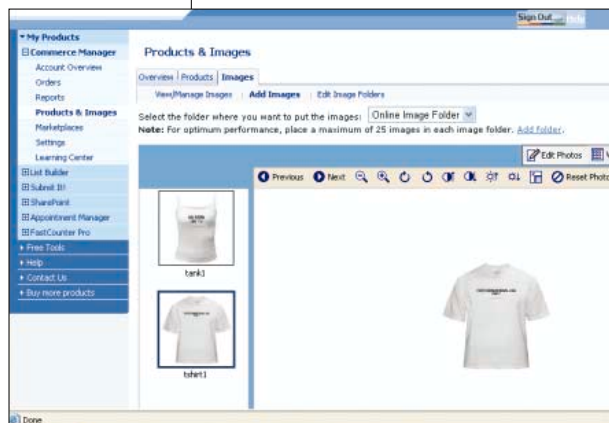 Sign Out
Help
My Products
Commerce Manager
Account Overview
Orders
Reports
Products & Images
Marketplaces
Settings
Learning Center
List Builder
Submit It!
SharePoint
Appointment Manager
FastCounter Pro
Free Tools
Help
Contact Us
Buy more products
Products & Images
Overview Products Images
View/Manage Images Add Images Edit Image Folders
Select the folder where you want to put the images: Online Image Folder
Note: For optimum performance, place a maximum of 25 images in each image folder. Add folder.
Edit Photos V
Previous Next Reset Photo
tank1
tshirt1
Done